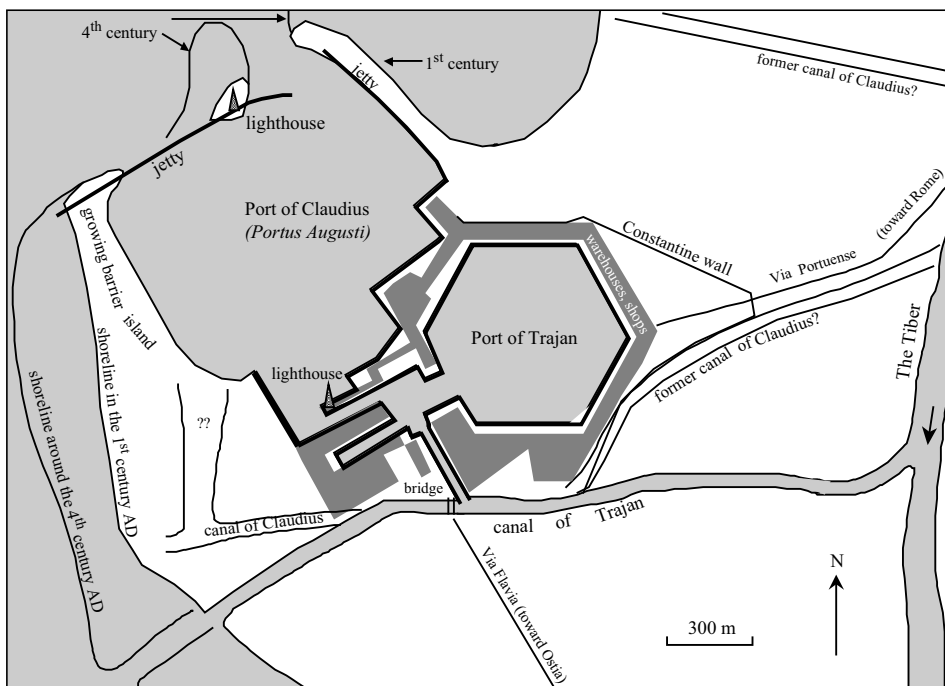 4th century
1st century
former canal of Claudius?
jetty
lighthouse
jetty
Port of Claudius
(Portus Augusti)
growing barrier island
Constantine wall
(toward Rome)
Via Portuense
warehouses, shops
Port of Trajan
former canal of Claudius?
The Tiber
lighthouse
shoreline in the 1st century AD
shoreline around the 4th century AD
??
bridge
canal of Claudius
canal of Trajan
Via Flavia (toward Ostia)
N
300 m